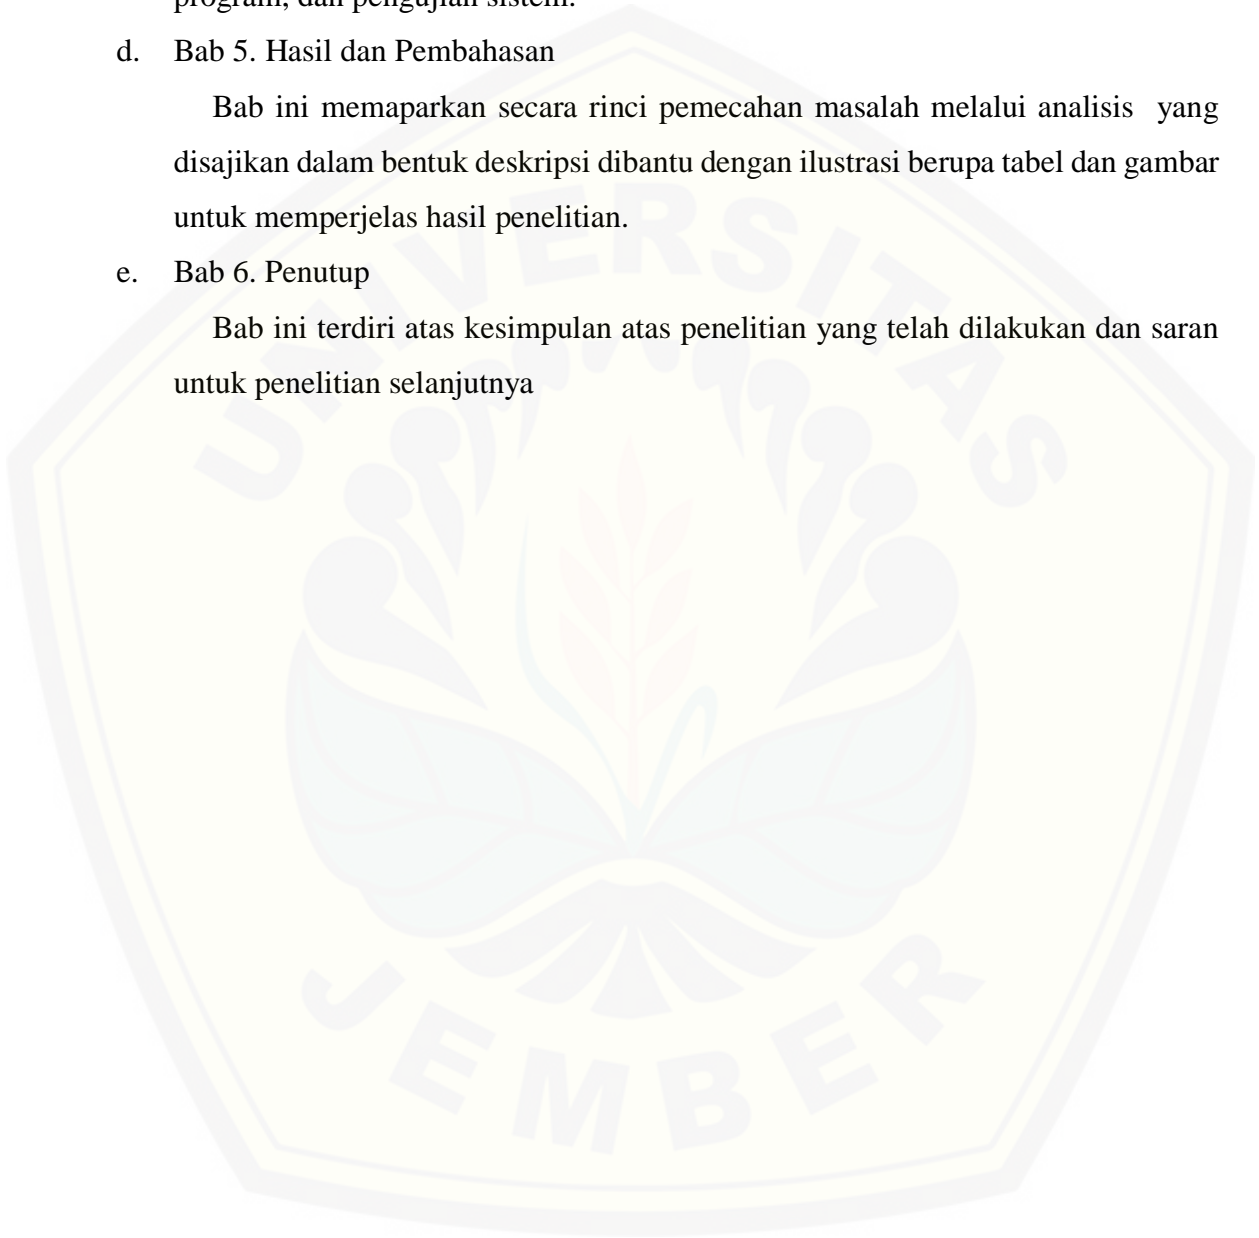 program, dan pengujian sistem.
d. Bab 5. Hasil dan Pembahasan
Bab ini memaparkan secara rinci pemecahan masalah melalui analisis yang
disajikan dalam bentuk deskripsi dibantu dengan ilustrasi berupa tabel dan gambar
untuk memperjelas hasil penelitian.
e. Bab 6. Penutup
Bab ini terdiri atas kesimpulan atas penelitian yang telah dilakukan dan saran
untuk penelitian selanjutnya
UNIVERSITAS
JEMBER